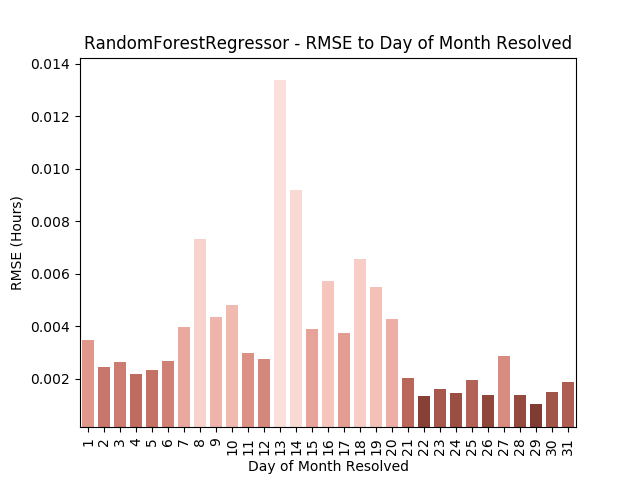 RandomForestRegressor - RMSE to Day of Month Resolved
0.014
0.012
0.010
0.008
0.006
0.004
0.002
RMSE (Hours)
1 2 3 4 5 6 7 8 9 10 11 12 13 14 15 16 17 18 19 20 21 22 23 24 25 26 27 28 29 30 31
Day of Month Resolved